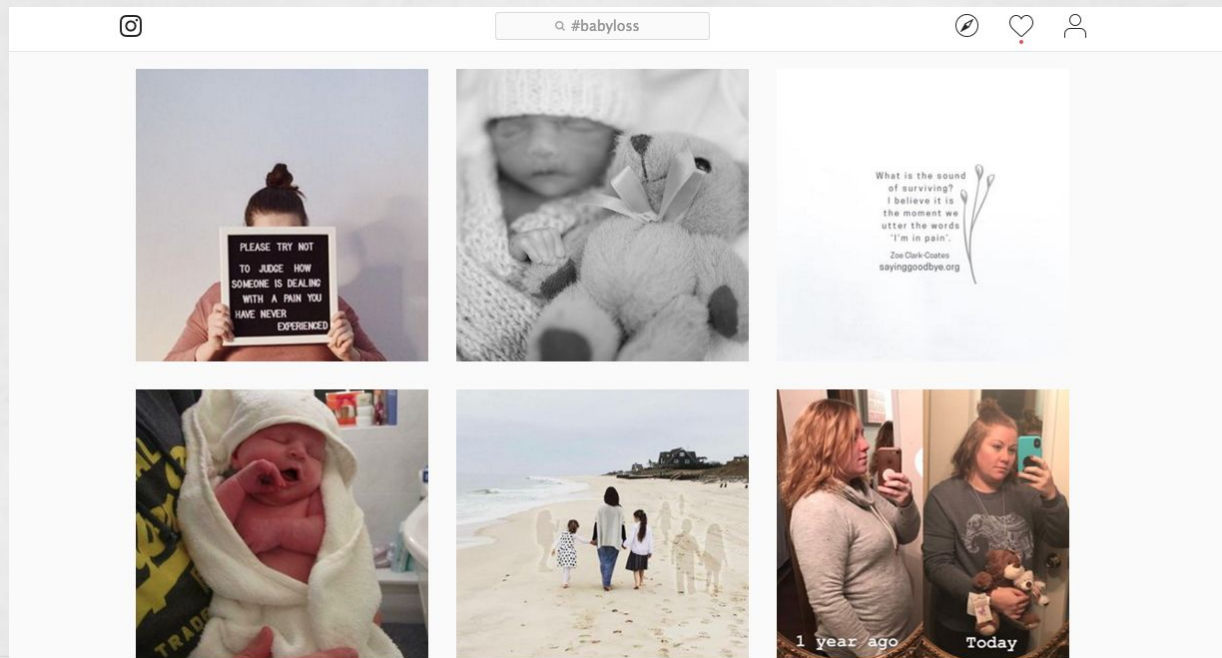 #babyloss
PLEASE TRY NOT
TO JUDGE HOW
SOMEONE IS DEALING
WITH A PAIN YOU
HAVE NEVER
EXPERIENCED
What is the sound
of surviving?
I believe it is
the moment we
utter the words
'I'm in pain'.
Zoe Clark-Coates
sayinggoodbye.org
TRAD
1 year ago
Today